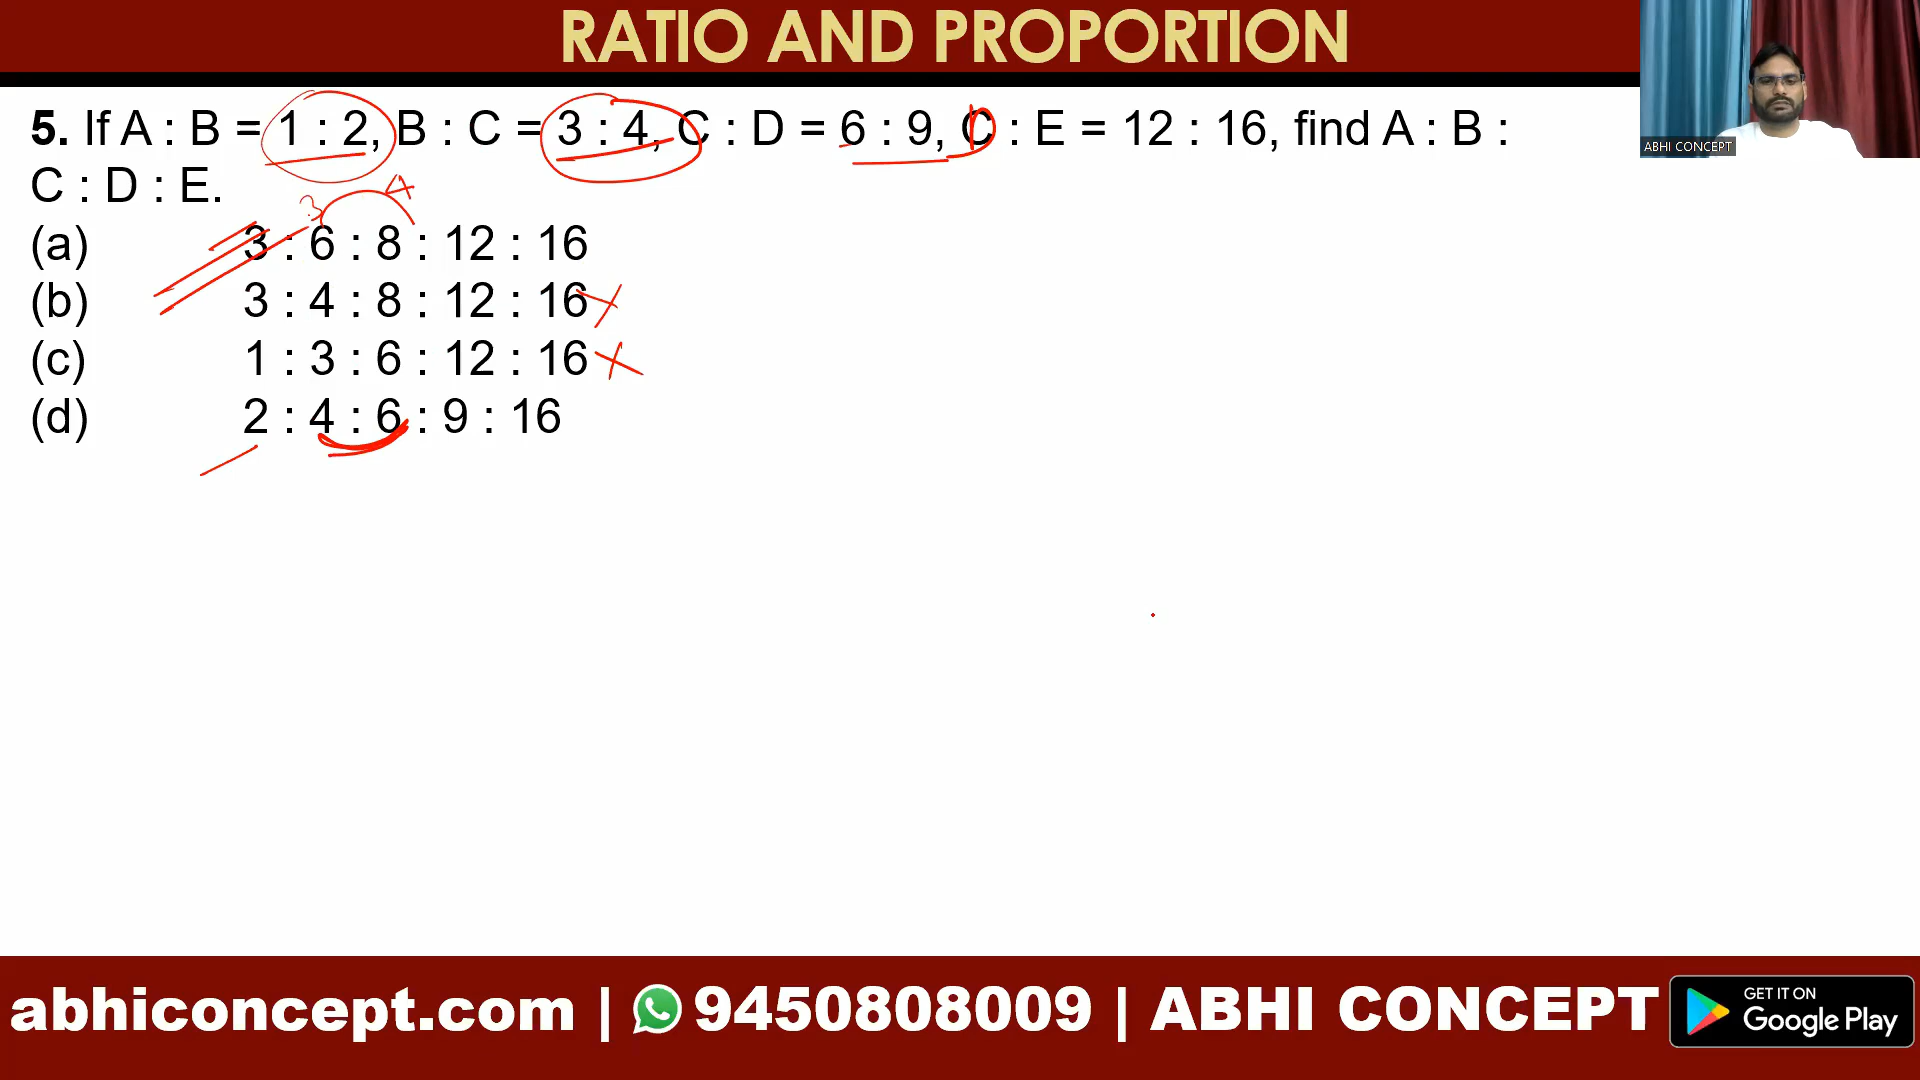 RATIO AND PROPORTION
ABHI CONCEPT
5. If A : B = 1 : 2, B : C = 3 : 4, C : D = 6 : 9, C : E = 12 : 16, find A : B :
C : D : E.
3 4
(a) 3 : 6 : 8 : 12 : 16
(b) 3 : 4 : 8 : 12 : 16
(c) 1 : 3 : 6 : 12 : 16
(d) 2 : 4 : 6 : 9 : 16
abhiconcept.com | 9450808009 | ABHI CONCEPT
GET IT ON
Google Play